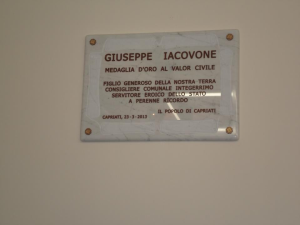 GIUSEPPE IACOVONE
MEDAGLIA D'ORO AL VALOR CIVILE
FIGLIO GENEROSO DELLA NOSTRA TERRA
CONSIGLIERE COMUNALE INTEGERRIMO
SERVITORE EROICO DELLO STATO
A PERENNE RICORDO
IL POPOLO DI CAPRIATI
CAPRIATI,